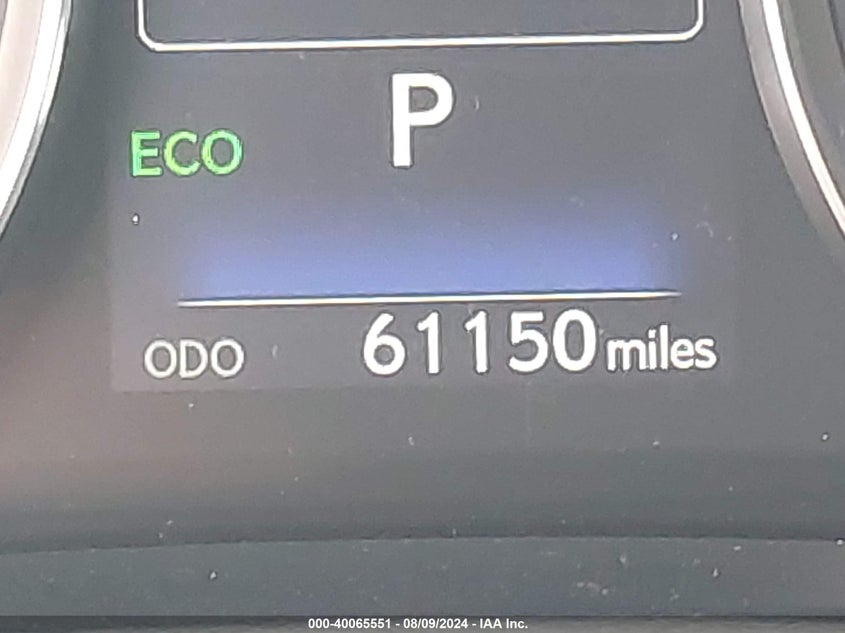 P
ECO
ODO 61150 miles
000-40065551 - 08/09/2024 - IAA Inc.